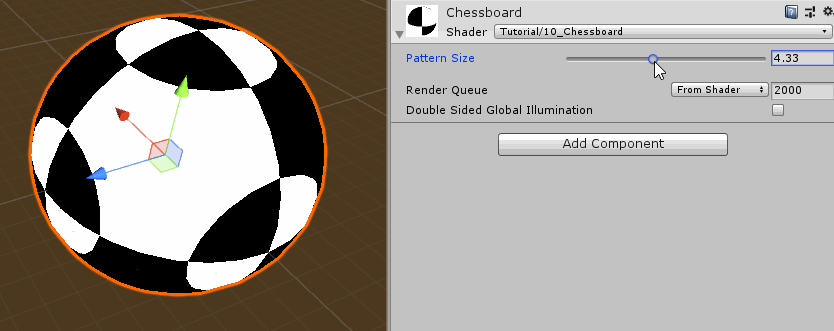 Chessboard
Shader Tutorial/10_Chessboard
Pattern Size 4.33
Render Queue From Shader 2000
Double Sided Global Illumination
Add Component